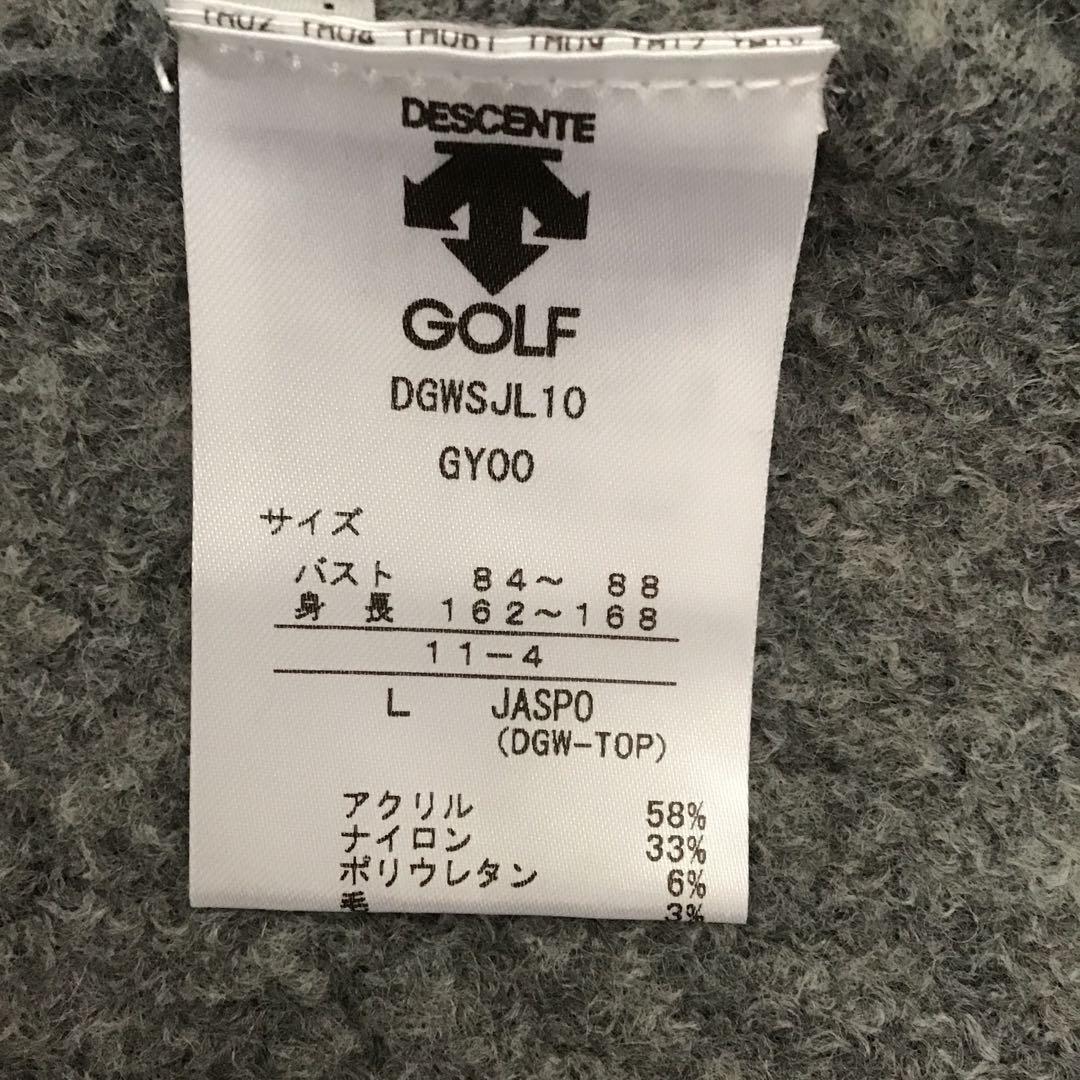 DESCENTE
GOLF
DGWSJL10
GY00
サイズ
バスト 84～ 88
身長 162～168
11-4
L JASPO
(DGW-TOP)
アクリル 58%
ナイロン 33%
ポリウレタン 6%
毛 3%